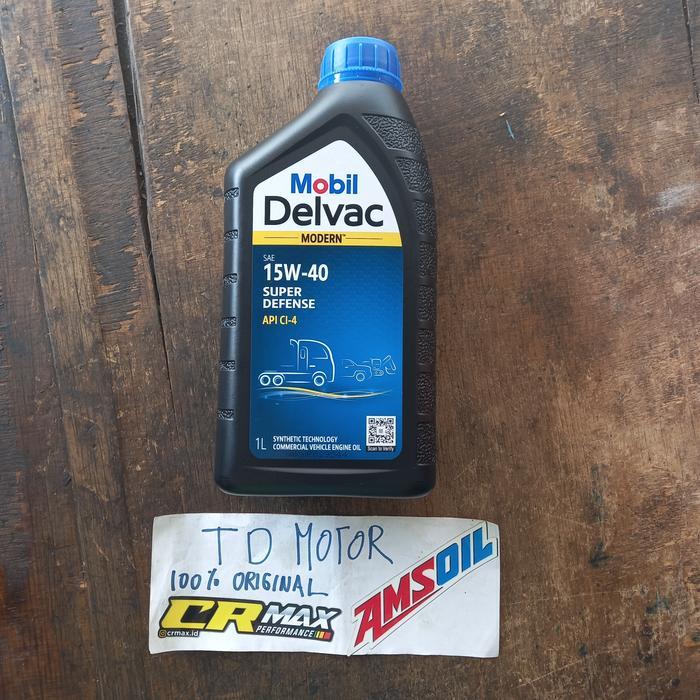 Mobil
Delvac
MODERN™
SAE
15W-40
SUPER
DEFENSE
API CI-4
1L
SYNTHETIC TECHNOLOGY
COMMERCIAL VEHICLE ENGINE OIL
Scan to Verify
TD MOTOR
100% ORIGINAL
CRMAX
PERFORMANCE
@crmax.id
AMSOIL